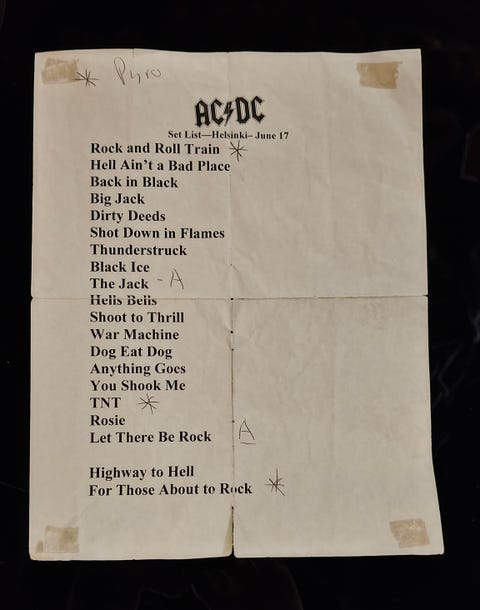 * Pyro
AC⚡DC
Set List—Helsinki– June 17
Rock and Roll Train *
Hell Ain't a Bad Place
Back in Black
Big Jack
Dirty Deeds
Shot Down in Flames
Thunderstruck
Black Ice
The Jack - A
Hells Bells
Shoot to Thrill
War Machine
Dog Eat Dog
Anything Goes
You Shook Me
TNT *
Rosie
Let There Be Rock A
Highway to Hell
For Those About to Rock *